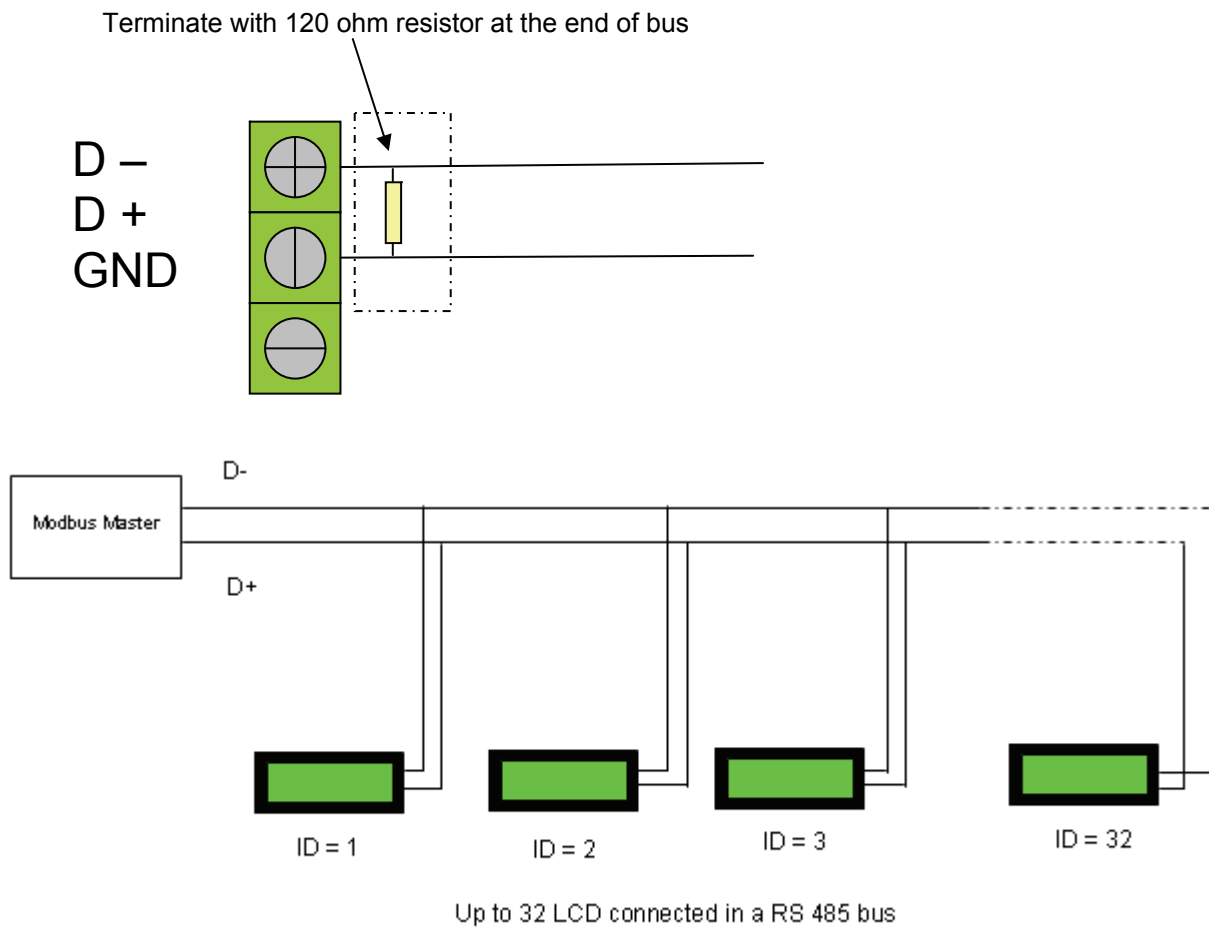 Terminate with 120 ohm resistor at the end of bus
D –
D +
GND
D-
Modbus Master
D+
ID = 1
ID = 2
ID = 3
ID = 32
Up to 32 LCD connected in a RS 485 bus